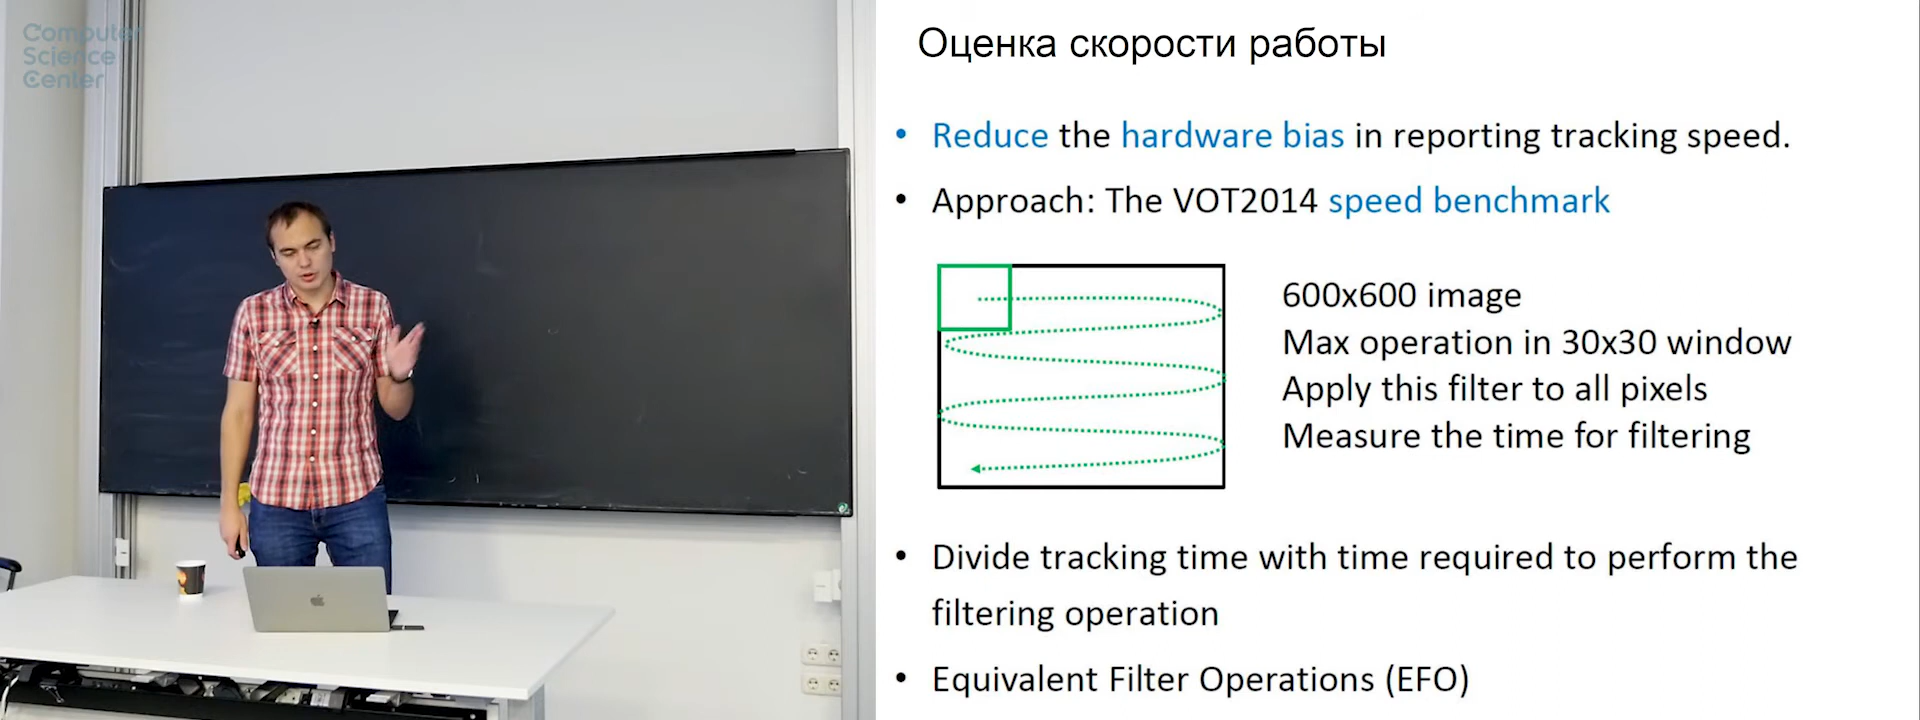 Computer
Science
Center
Оценка скорости работы
• Reduce the hardware bias in reporting tracking speed.
• Approach: The VOT2014 speed benchmark
600x600 image
Max operation in 30x30 window
Apply this filter to all pixels
Measure the time for filtering
• Divide tracking time with time required to perform the
filtering operation
• Equivalent Filter Operations (EFO)